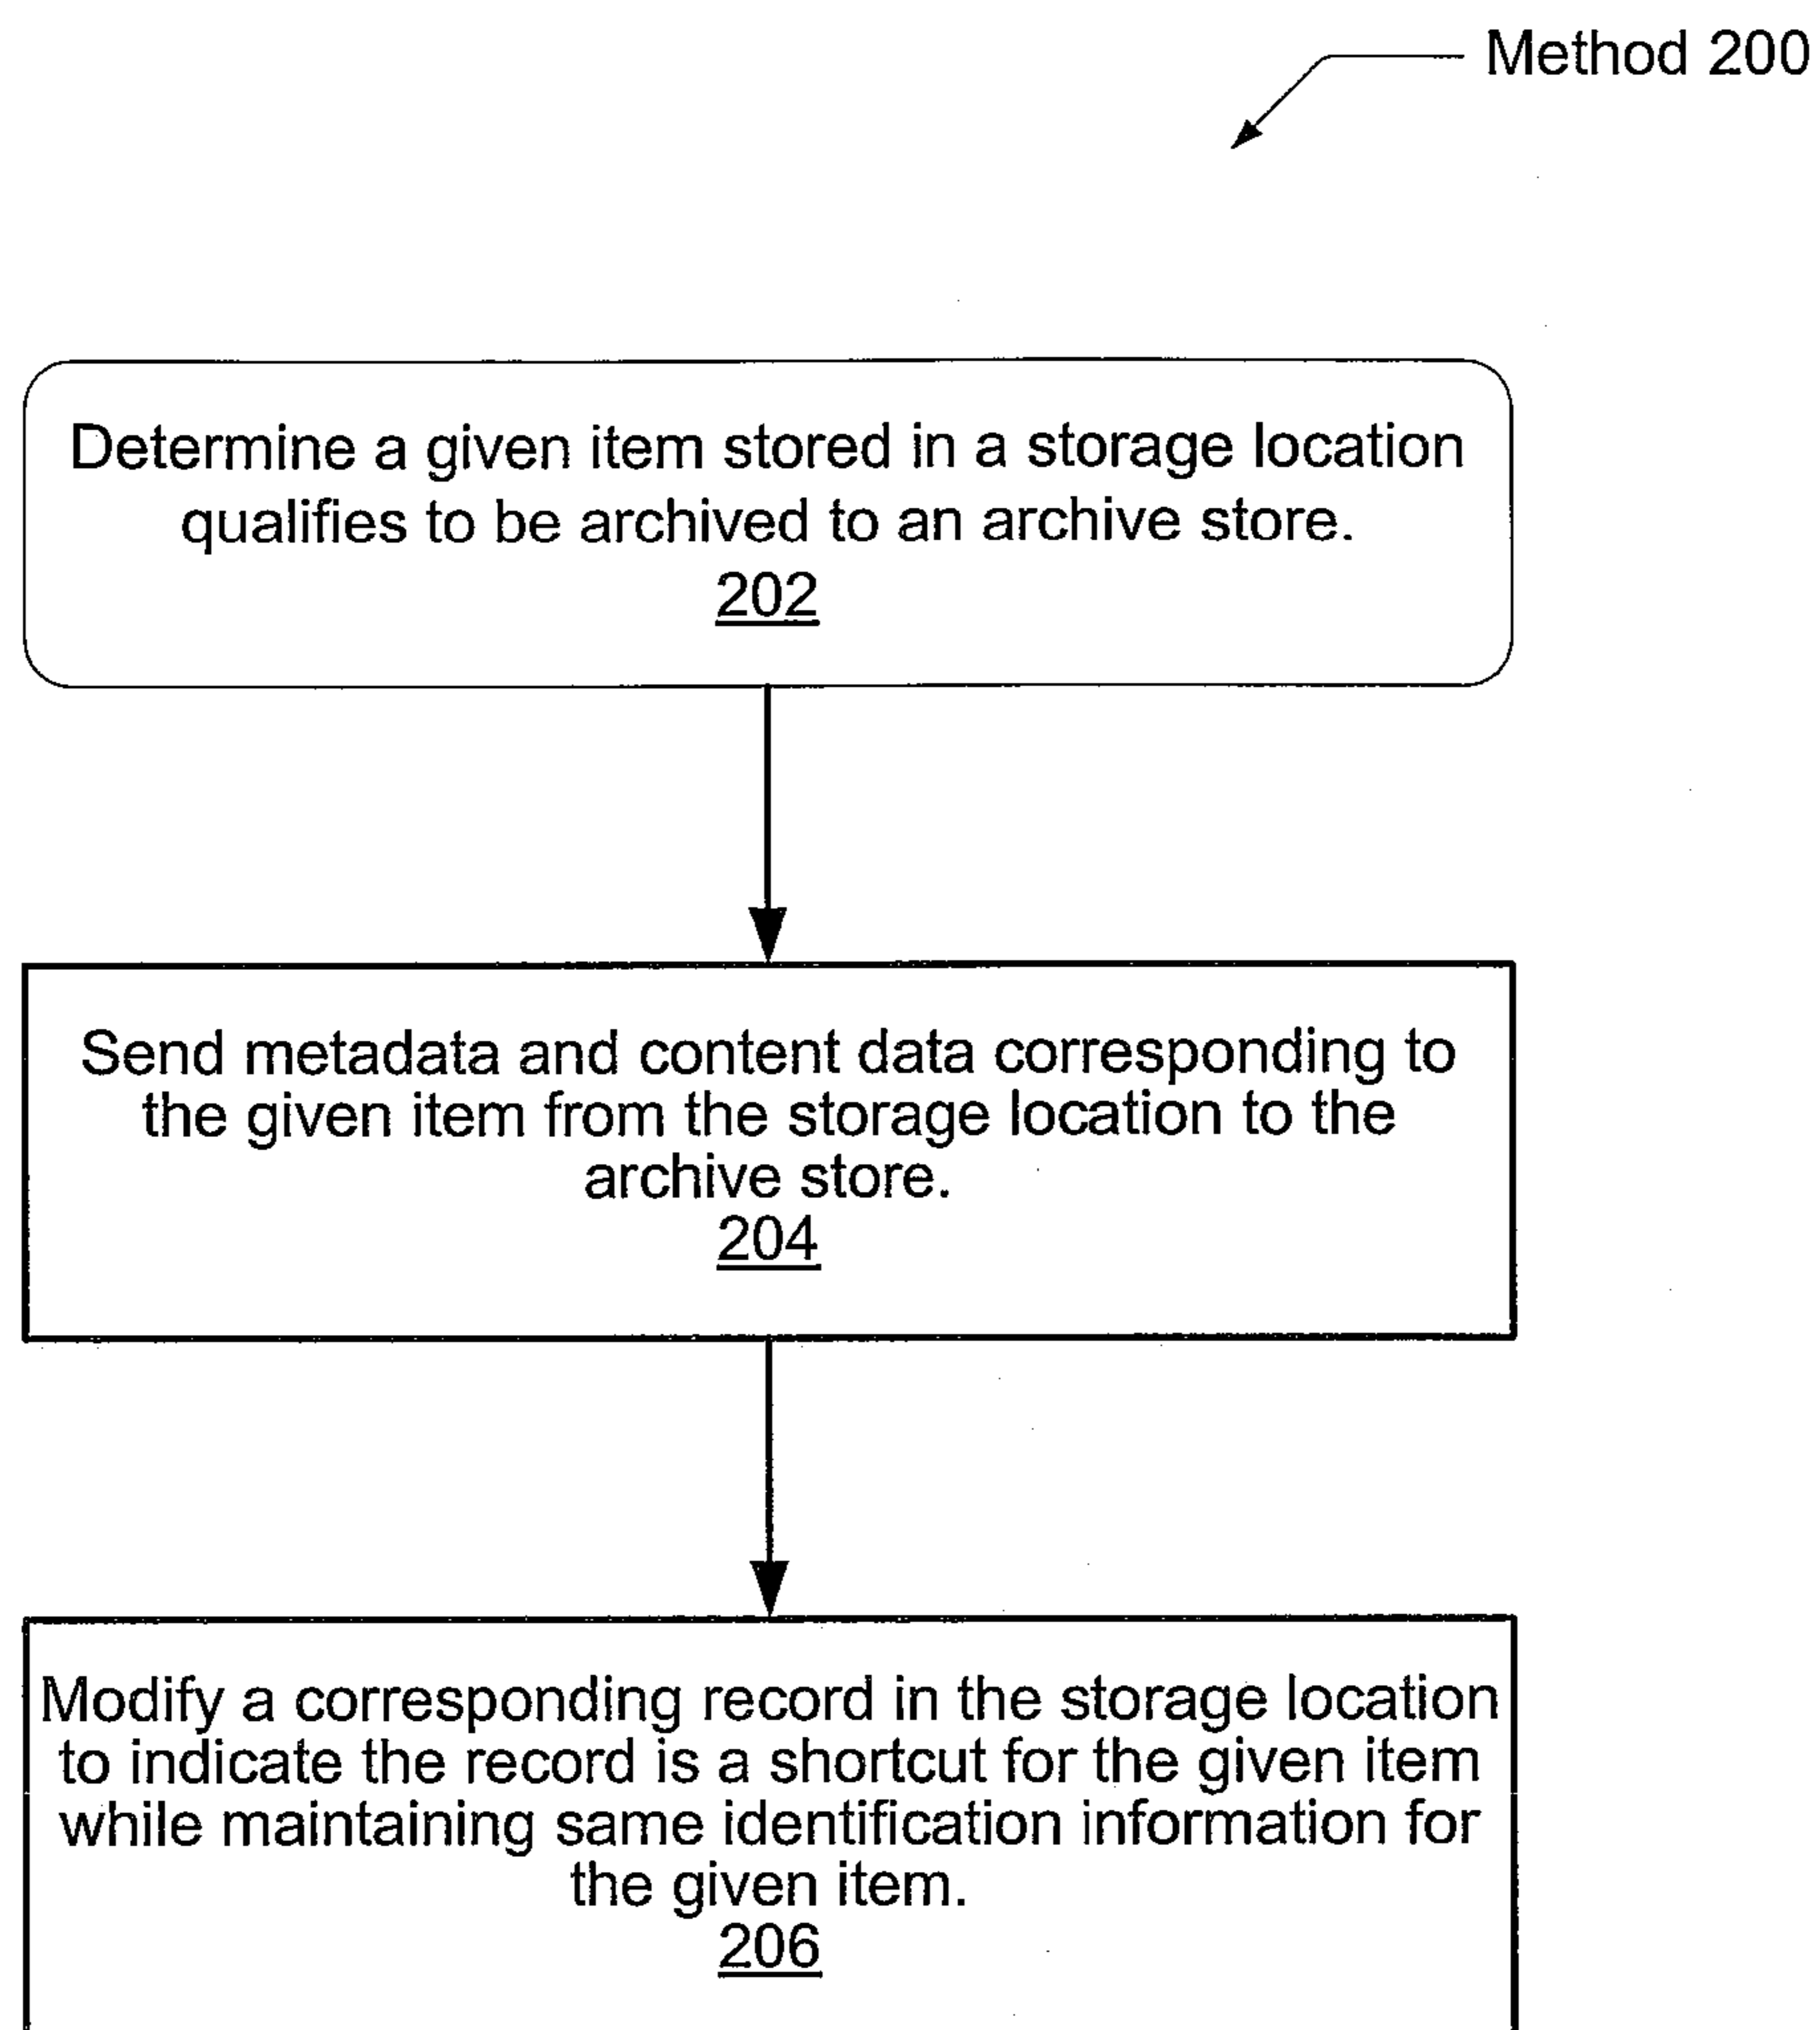 Method 200
Determine a given item stored in a storage location
qualifies to be archived to an archive store.
202
Send metadata and content data corresponding to
the given item from the storage location to the
archive store.
204
Modify a corresponding record in the storage location
to indicate the record is a shortcut for the given item
while maintaining same identification information for
the given item.
206